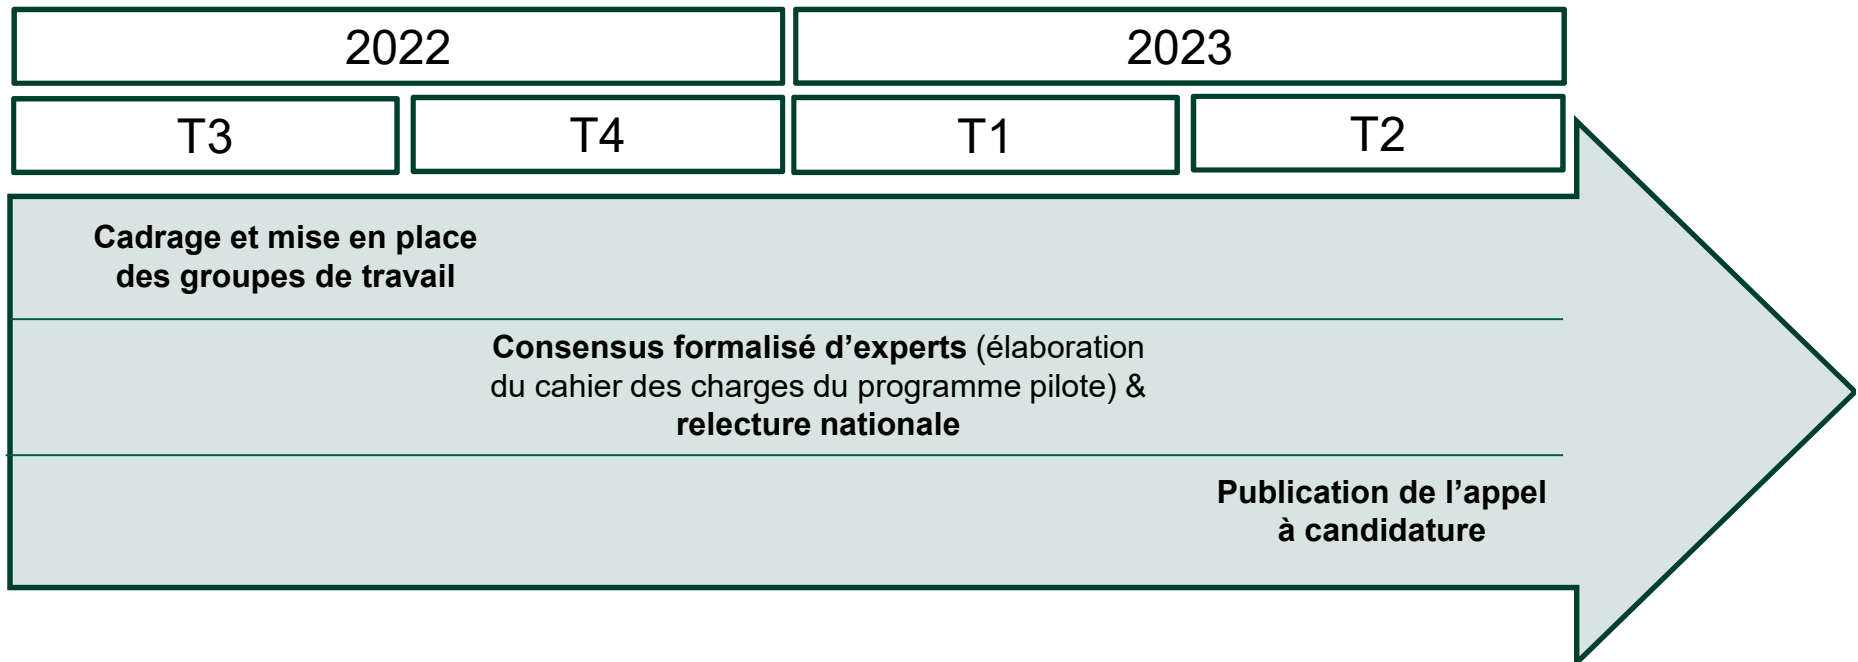 2022
2023
T3
T4
T1
T2
Cadrage et mise en place
des groupes de travail
Consensus formalisé d’experts (élaboration
du cahier des charges du programme pilote) &
relecture nationale
Publication de l’appel
à candidature